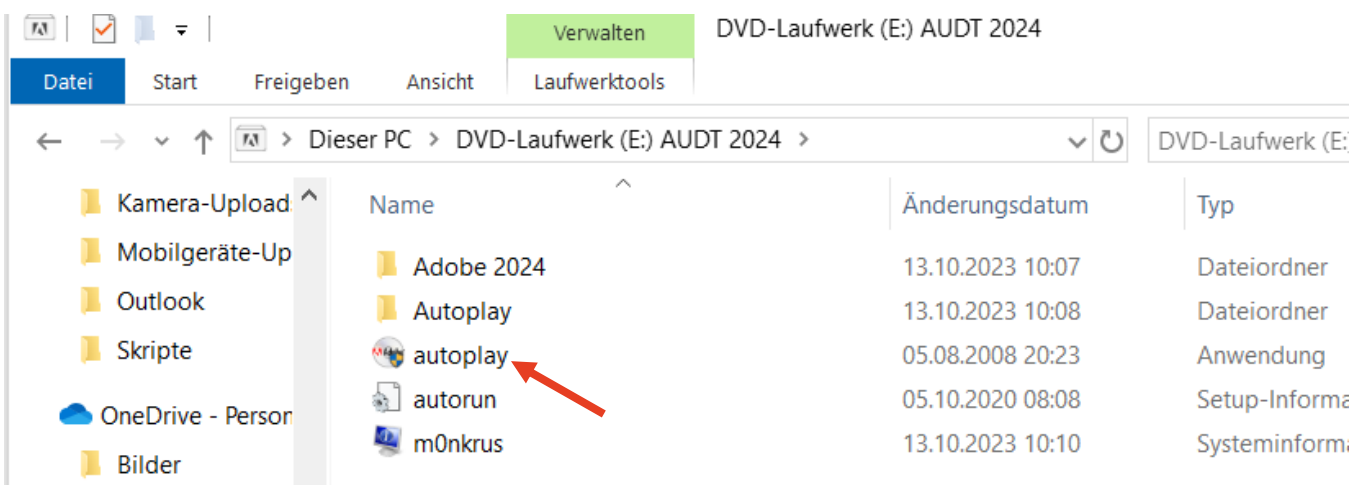 Verwalten DVD-Laufwerk (E:) AUDT 2024
Datei Start Freigeben Ansicht Laufwerktools
Dieser PC > DVD-Laufwerk (E:) AUDT 2024 > DVD-Laufwerk (E:)
Kamera-Upload
Mobilgeräte-Up
Outlook
Skripte
OneDrive - Person
Bilder
Name Änderungsdatum Typ
Adobe 2024 13.10.2023 10:07 Dateiordner
Autoplay 13.10.2023 10:08 Dateiordner
autoplay 05.08.2008 20:23 Anwendung
autorun 05.10.2020 08:08 Setup-Informa
m0nkrus 13.10.2023 10:10 Systeminforma